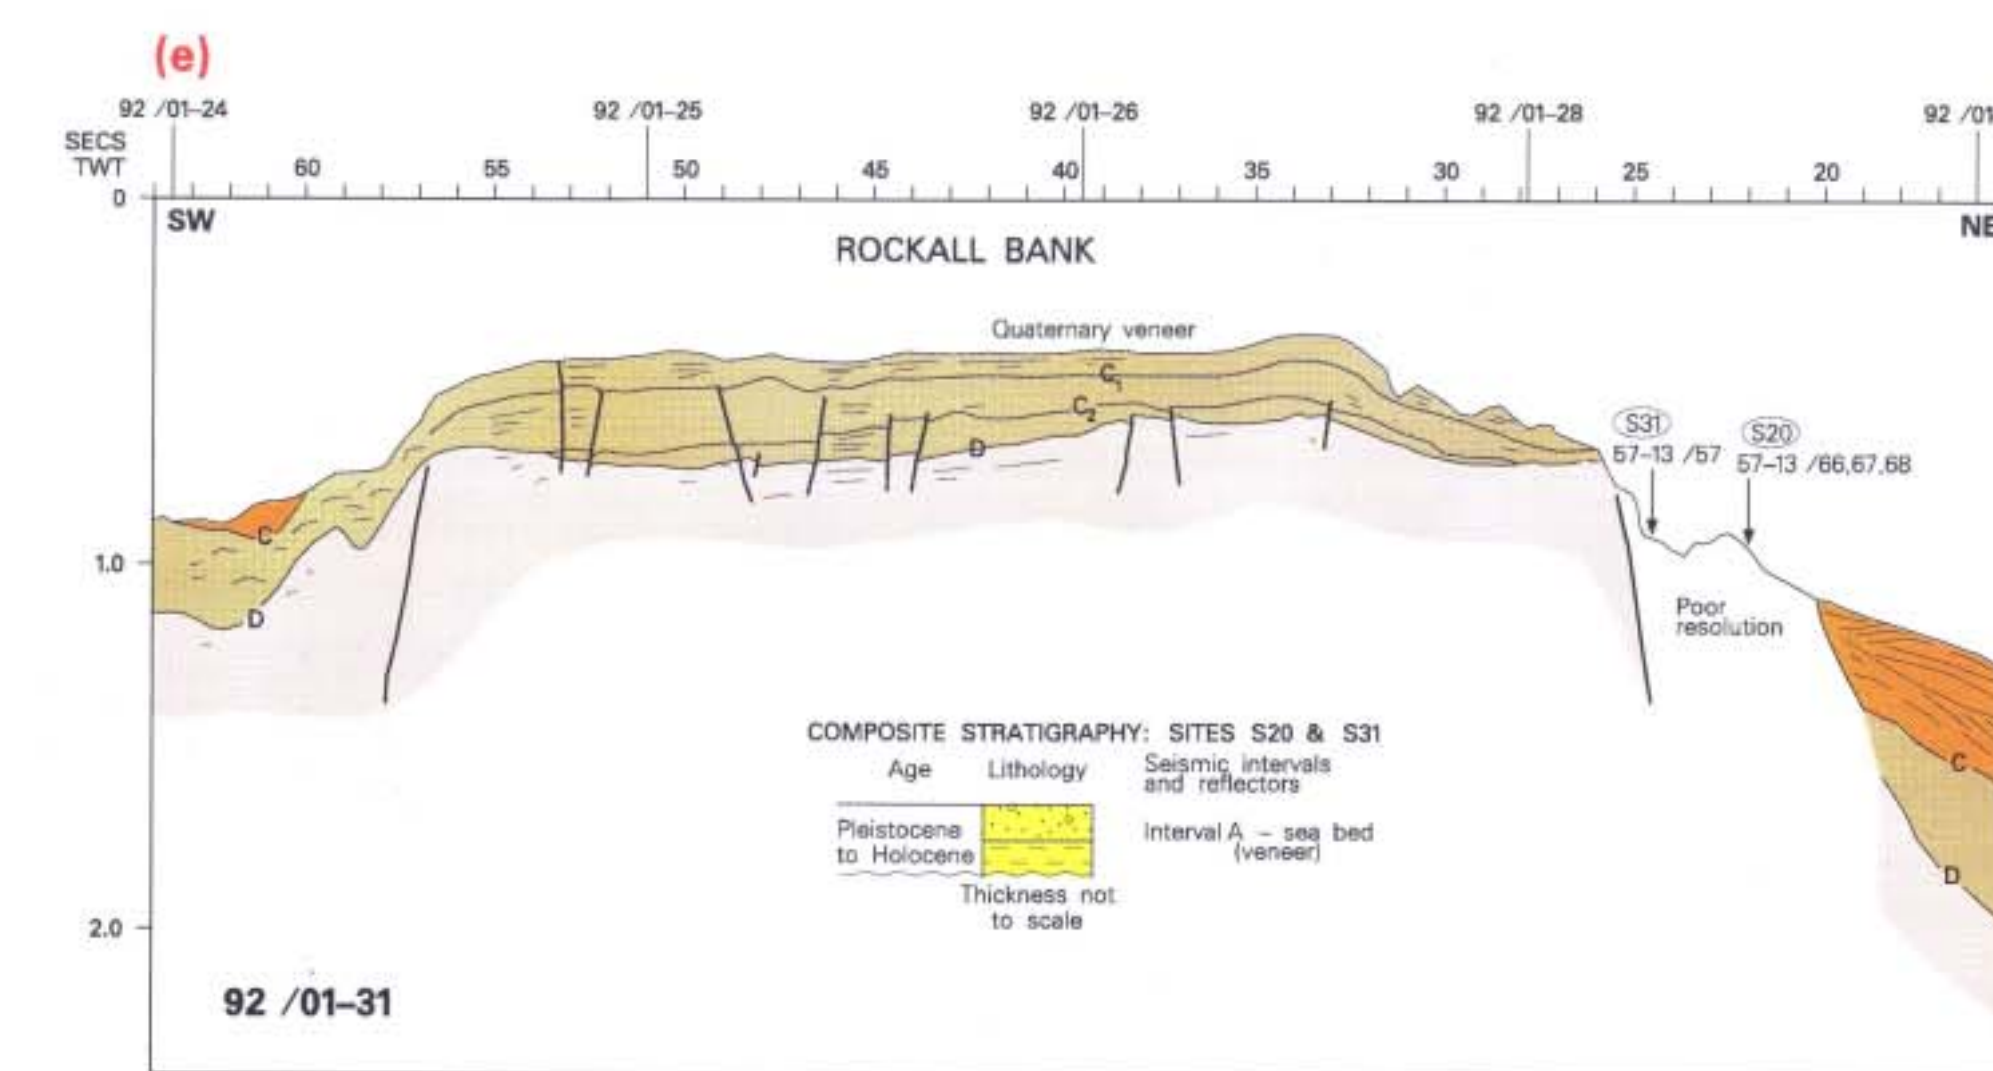 (e)
92 /01–24
92 /01–25
92 /01–26
92 /01–28
92 /01
SECS
TWT
60
55
50
45
40
35
30
25
20
0
SW
NE
ROCKALL BANK
Quaternary veneer
C1
C2
D
S31
57–13 /57
S20
57–13 /66,67.68
C
1.0
D
Poor
resolution
COMPOSITE STRATIGRAPHY: SITES S20 & S31
Age
Lithology
Seismic intervals
and reflectors
C
Pleistocene
to Holocene
Interval A – sea bed
(veneer)
D
Thickness not
to scale
2.0
92 /01–31